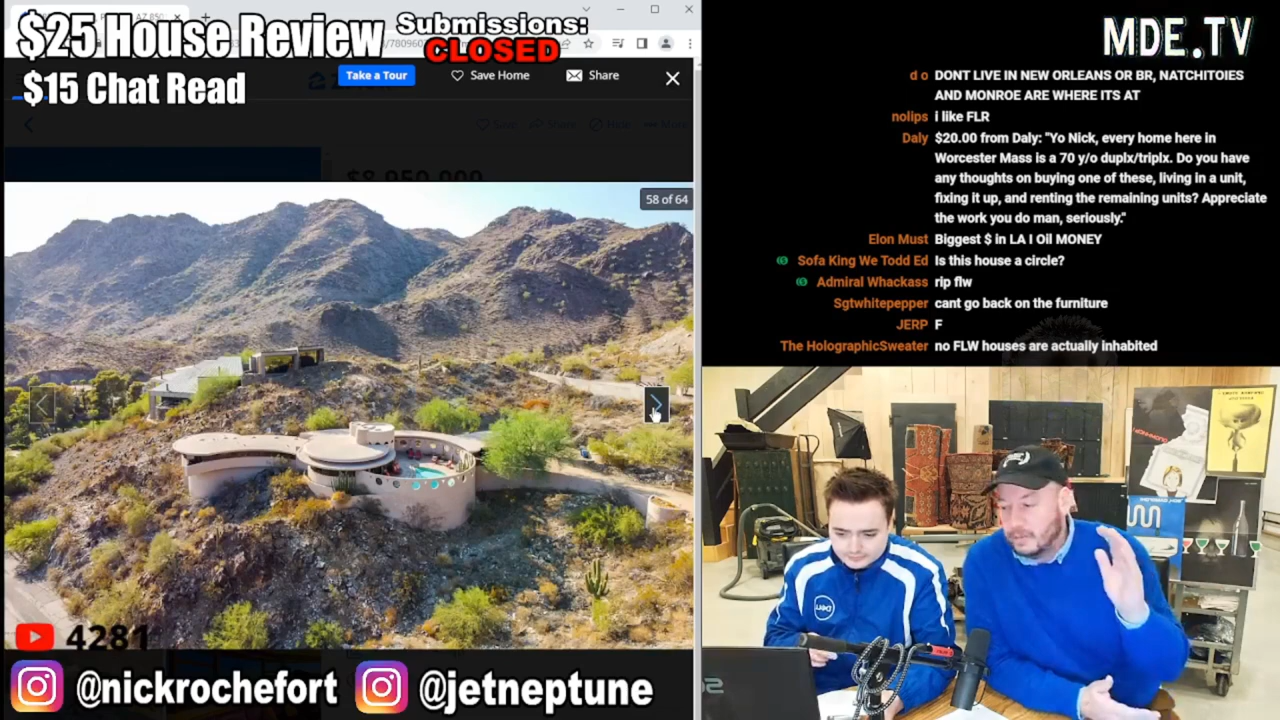 $25 House Review
Submissions:
CLOSED
$15 Chat Read
Take a Tour
Save Home
Share
$8,950,000
58 of 64
4281
@nickrochefort
@jetneptune
MDE.TV
d o DONT LIVE IN NEW ORLEANS OR BR, NATCHITOIES
AND MONROE ARE WHERE ITS AT
nolips i like FLR
Daly $20.00 from Daly: "Yo Nick, every home here in
Worcester Mass is a 70 y/o duplx/triplx. Do you have
any thoughts on buying one of these, living in a unit,
fixing it up, and renting the remaining units? Appreciate
the work you do man, seriously."
Elon Must Biggest $ in LA I Oil MONEY
Sofa King We Todd Ed Is this house a circle?
Admiral Whackass rip flw
Sgtwhitepepper cant go back on the furniture
JERP F
The HolographicSweater no FLW houses are actually inhabited